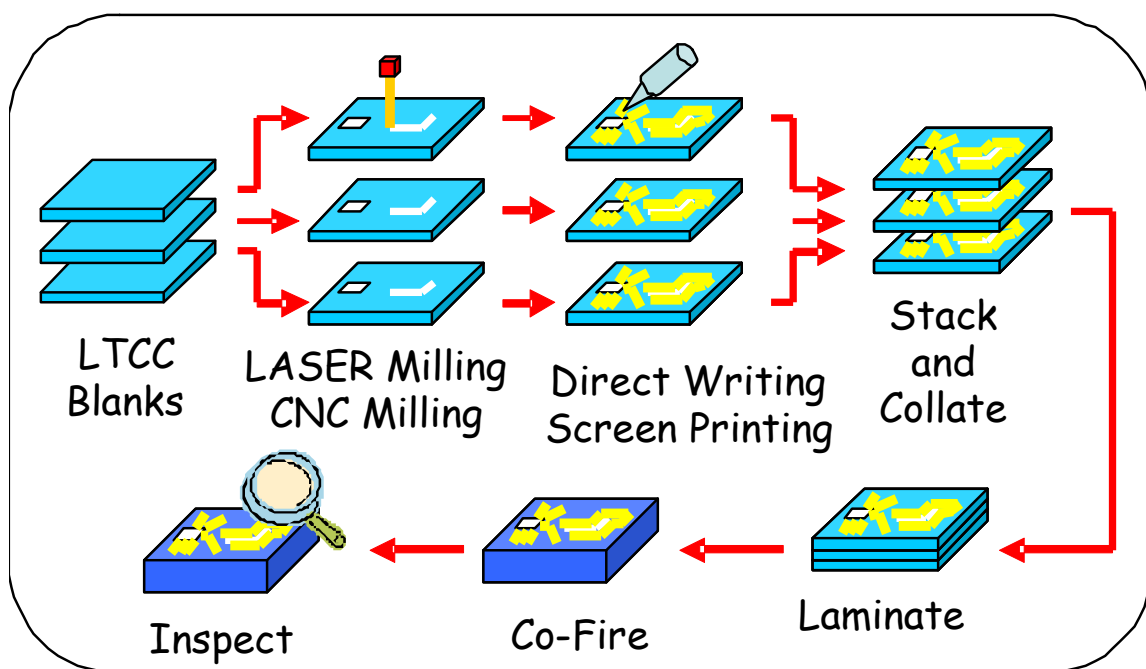 LTCC
Blanks
LASER Milling
CNC Milling
Direct Writing
Screen Printing
Stack
and
Collate
Laminate
Co-Fire
Inspect